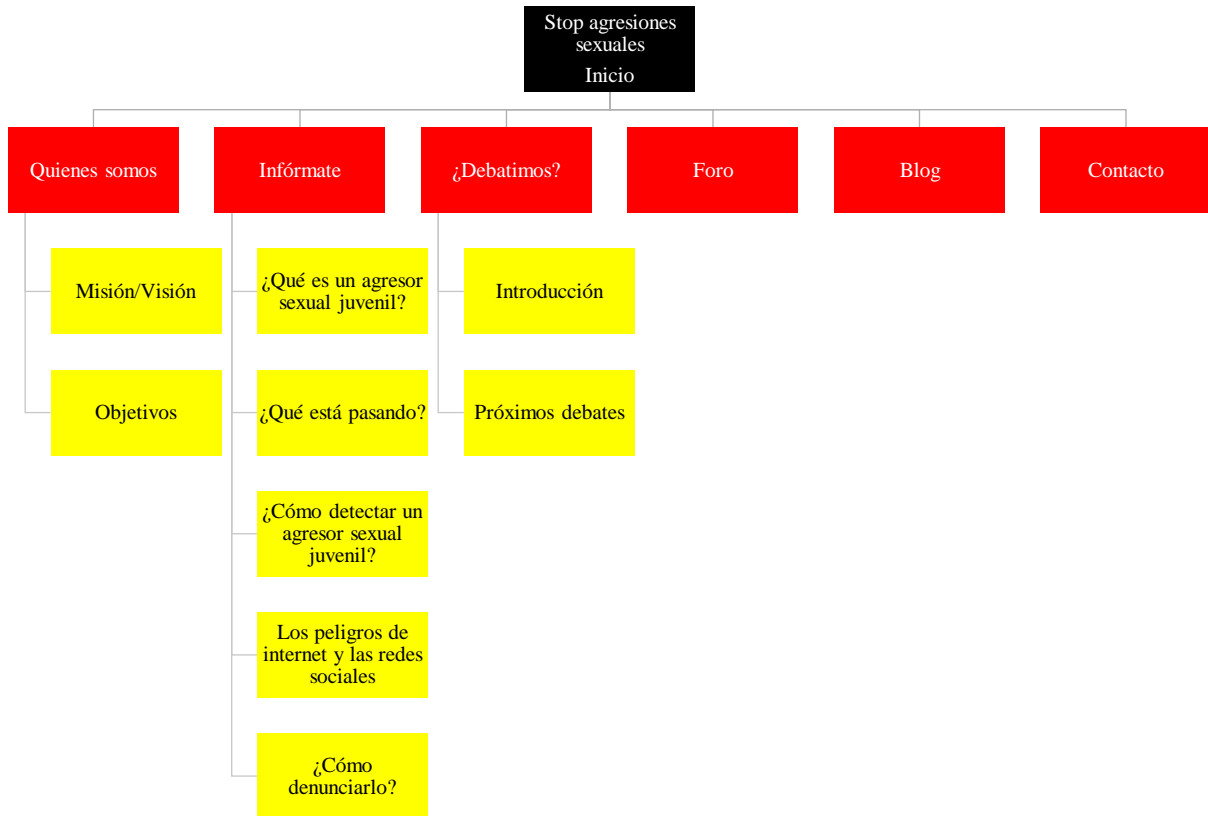 Stop agresiones
sexuales
Inicio
Quienes somos
Infórmate
¿Debatimos?
Foro
Blog
Contacto
Misión/Visión
Objetivos
¿Qué es un agresor
sexual juvenil?
¿Qué está pasando?
¿Cómo detectar un
agresor sexual
juvenil?
Los peligros de
internet y las redes
sociales
¿Cómo
denunciarlo?
Introducción
Próximos debates